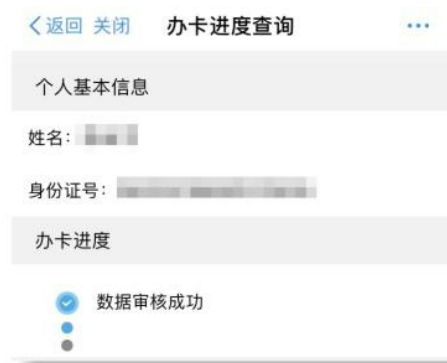 返回 关闭 办卡进度查询
个人基本信息
姓名:
身份证号:
办卡进度
数据审核成功